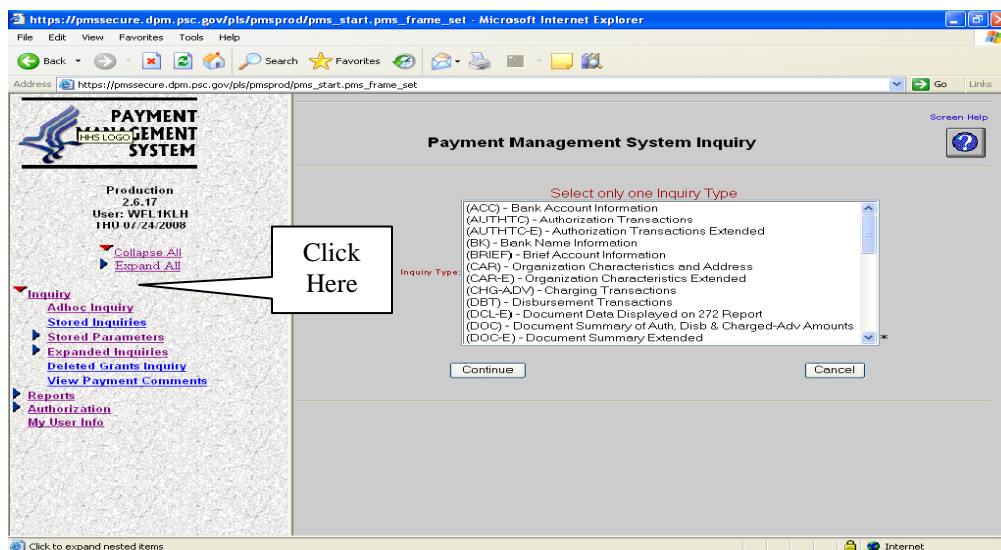 https://pmssecure.dpm.psc.gov/pls/pmsprod/pms_start.pms_frame_set - Microsoft Internet Explorer
File Edit View Favorites Tools Help
Back Search Favorites
Address https://pmssecure.dpm.psc.gov/pls/pmsprod/pms_start.pms_frame_set Go Links
PAYMENT
MANAGEMENT
SYSTEM
HHS LOGO
Production
2.6.17
User: WFL1KLH
THU 07/24/2008
Collapse All
Expand All
Inquiry
Adhoc Inquiry
Stored Inquiries
Stored Parameters
Expanded Inquiries
Deleted Grants Inquiry
View Payment Comments
Reports
Authorization
My User Info
Click
Here
Screen Help
Payment Management System Inquiry
Select only one Inquiry Type
Inquiry Type:
(ACC) - Bank Account Information
(AUTHTC) - Authorization Transactions
(AUTHTC-E) - Authorization Transactions Extended
(BK) - Bank Name Information
(BRIEF) - Brief Account Information
(CAR) - Organization Characteristics and Address
(CAR-E) - Organization Characteristics Extended
(CHG-ADV) - Charging Transactions
(DBT) - Disbursement Transactions
(DCL-E) - Document Data Displayed on 272 Report
(DOC) - Document Summary of Auth, Disb & Charged-Adv Amounts
(DOC-E) - Document Summary Extended
*
Continue Cancel
Click to expand nested items Internet